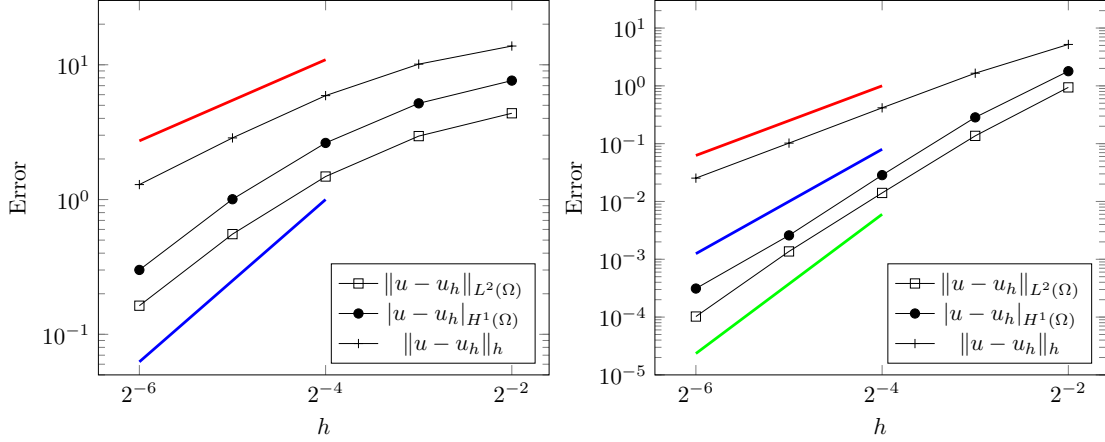 10^1
10^0
10^−1
Error
2^−6
2^−4
2^−2
h
‖u − u_h‖_{L^2(Ω)}
|u − u_h|_{H^1(Ω)}
‖u − u_h‖_h
10^1
10^0
10^−1
10^−2
10^−3
10^−4
10^−5
Error
2^−6
2^−4
2^−2
h
‖u − u_h‖_{L^2(Ω)}
|u − u_h|_{H^1(Ω)}
‖u − u_h‖_h